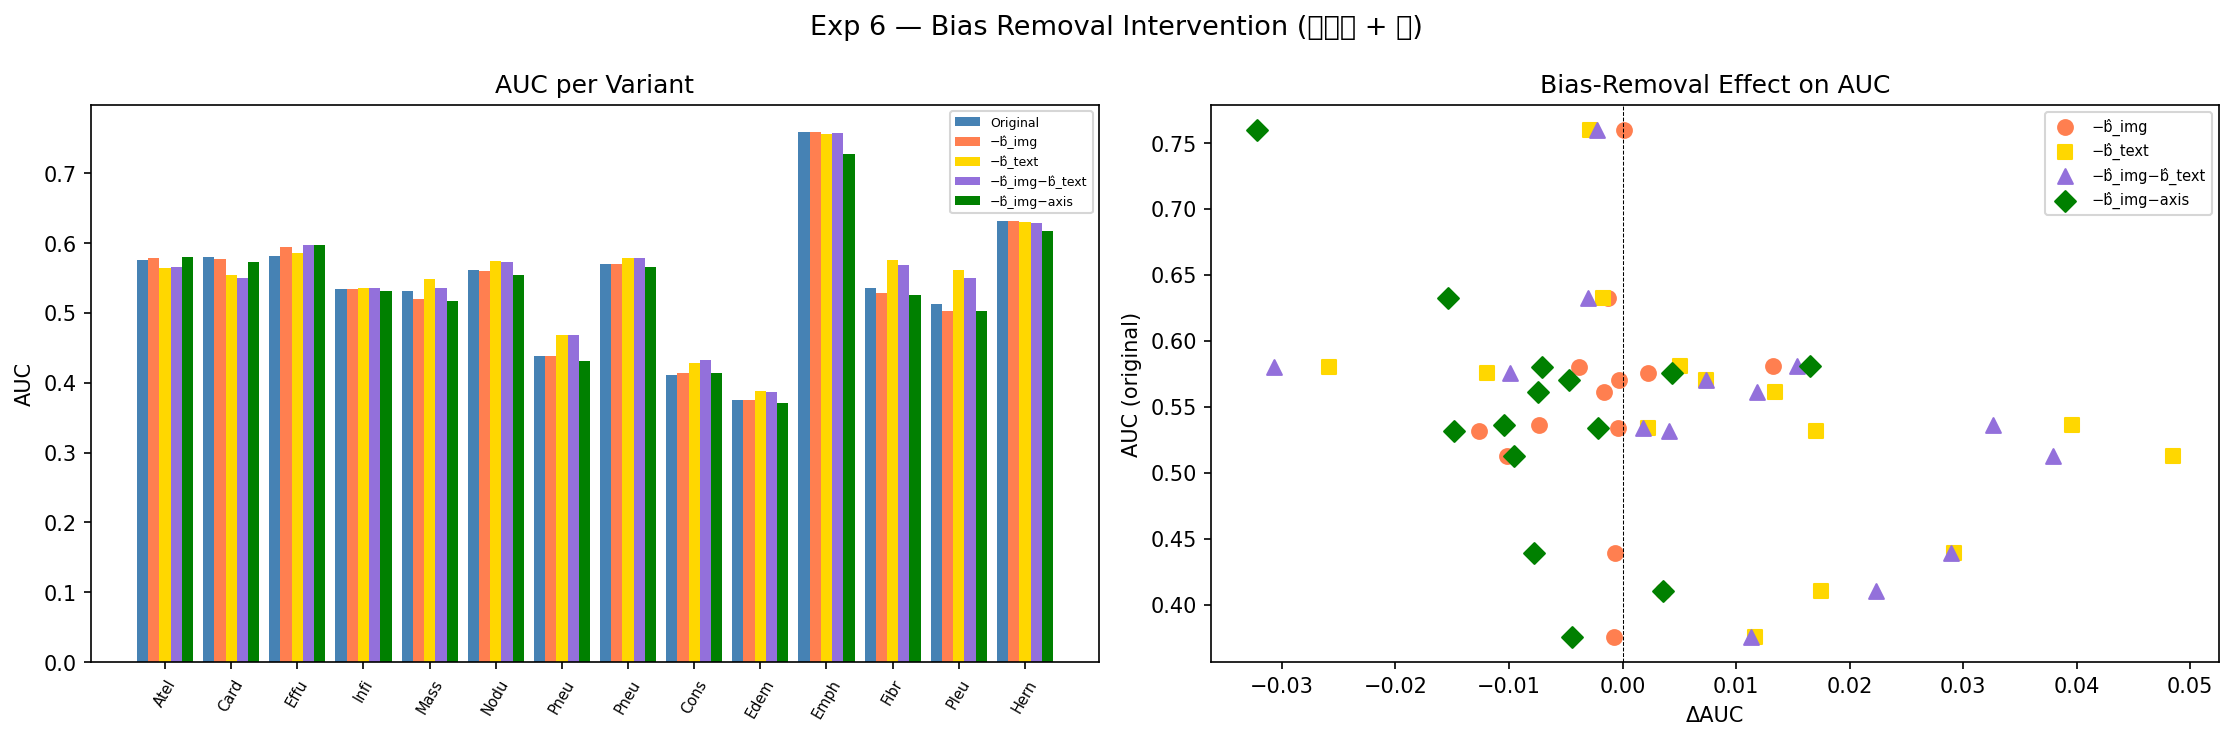 Exp 6 — Bias Removal Intervention (▯▯▯ + ▯)
AUC per Variant
AUC
0.7
0.6
0.5
0.4
0.3
0.2
0.1
0.0
Original
−b̂_img
−b̂_text
−b̂_img−b̂_text
−b̂_img−axis
Atel
Card
Effu
Infi
Mass
Nodu
Pneu
Pneu
Cons
Edem
Emph
Fibr
Pleu
Hern
Bias-Removal Effect on AUC
AUC (original)
0.75
0.70
0.65
0.60
0.55
0.50
0.45
0.40
−b̂_img
−b̂_text
−b̂_img−b̂_text
−b̂_img−axis
−0.03
−0.02
−0.01
0.00
0.01
0.02
0.03
0.04
0.05
ΔAUC